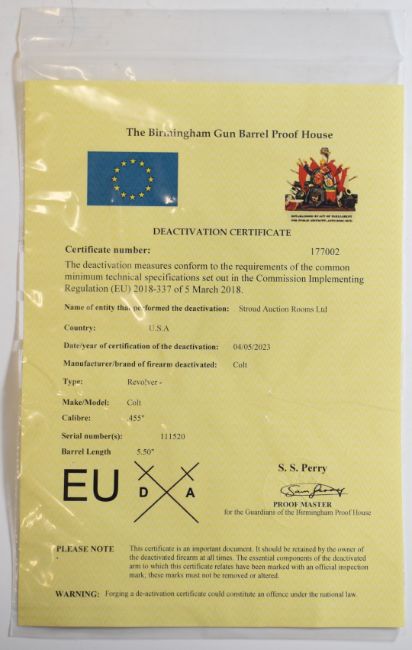 The Birmingham Gun Barrel Proof House
ESTABLISHED BY ACT OF PARLIAMENT
FOR PUBLIC SECURITY
DEACTIVATION CERTIFICATE
Certificate number: 177002
The deactivation measures conform to the requirements of the common
minimum technical specifications set out in the Commission Implementing
Regulation (EU) 2018-337 of 5 March 2018.
Name of entity that performed the deactivation: Stroud Auction Rooms Ltd
Country: U.S.A
Date/year of certification of the deactivation: 04/05/2023
Manufacturer/brand of firearm deactivated: Colt
Type: Revolver -
Make/Model: Colt
Calibre: .455"
Serial number(s): 111520
Barrel Length 5.50"
EU D A
S. S. Perry
PROOF MASTER
for the Guardians of the Birmingham Proof House
PLEASE NOTE This certificate is an important document. It should be retained by the owner of
the deactivated firearm at all times. The essential components of the deactivated
arm to which this certificate relates have been marked with an official inspection
mark; these marks must not be removed or altered.
WARNING: Forging a de-activation certificate could constitute an offence under the national law.